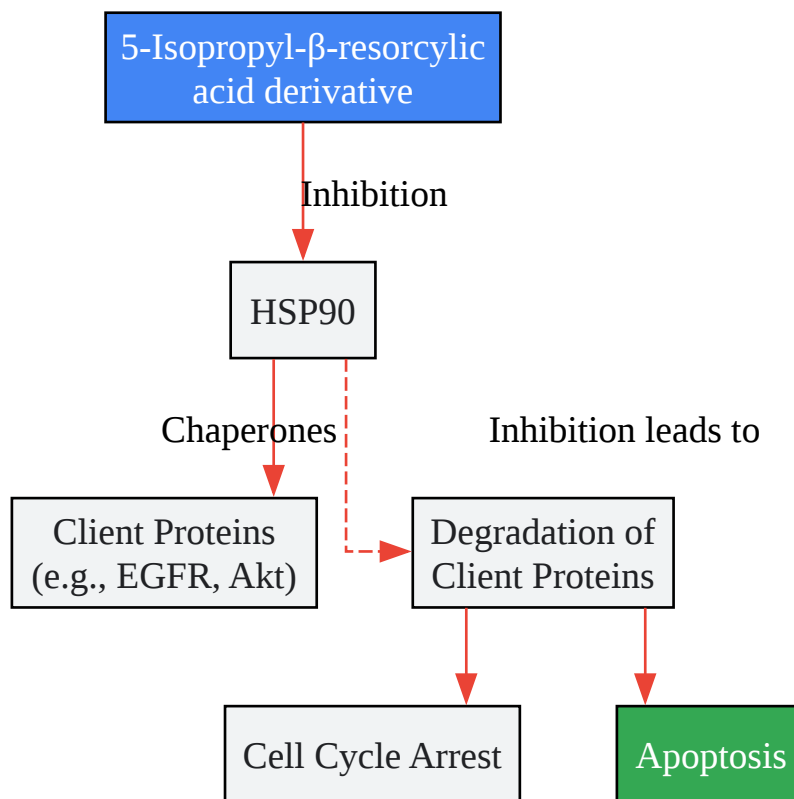 5-Isopropyl-β-resorcylic
acid derivative
Inhibition
HSP90
Chaperones
Inhibition leads to
Client Proteins
(e.g., EGFR, Akt)
Degradation of
Client Proteins
Cell Cycle Arrest
Apoptosis